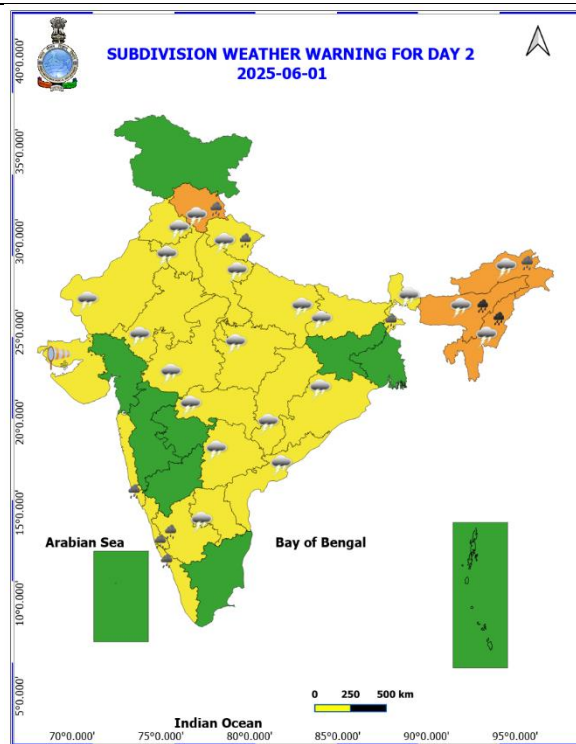 SUBDIVISION WEATHER WARNING FOR DAY 2
2025-06-01
40°0.000'
35°0.000'
30°0.000'
25°0.000'
20°0.000'
15°0.000'
10°0.000'
5°0.000'
Arabian Sea
Bay of Bengal
0 250 500 km
Indian Ocean
70°0.000' 75°0.000' 80°0.000' 85°0.000' 90°0.000' 95°0.000'